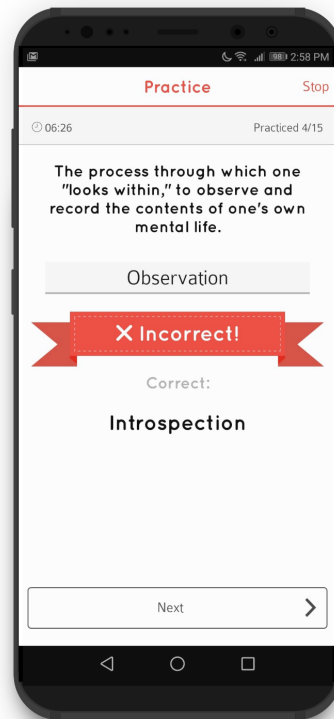 98 2:58 PM
Practice Stop
06:26 Practiced 4/15
The process through which one
"looks within," to observe and
record the contents of one's own
mental life.
Observation
✕ Incorrect!
Correct:
Introspection
Next